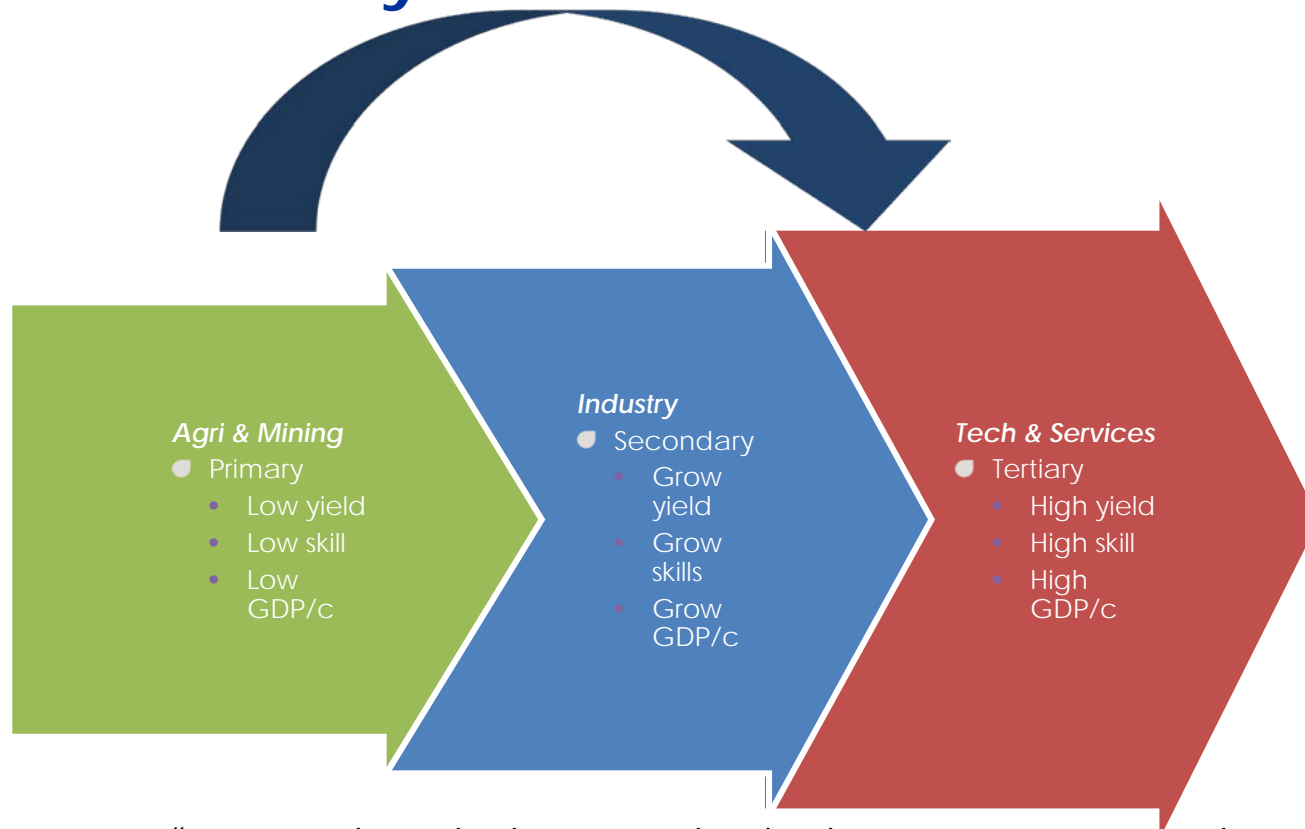 Agri & Mining
Primary
Low yield
Low skill
Low
GDP/c
Industry
Secondary
Grow
yield
Grow
skills
Grow
GDP/c
Tech & Services
Tertiary
High yield
High skill
High
GDP/c